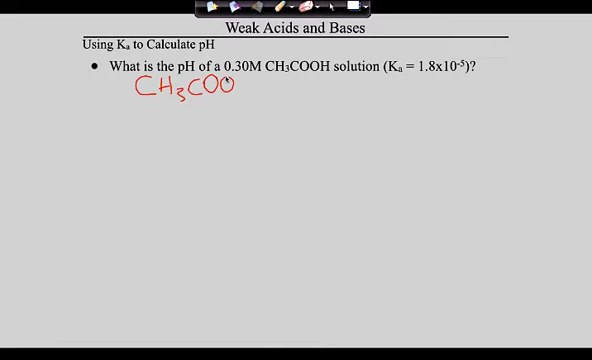 Weak Acids and Bases
Using Kₐ to Calculate pH
● What is the pH of a 0.30M CH₃COOH solution (Kₐ = 1.8x10⁻⁵)?
CH₃COO